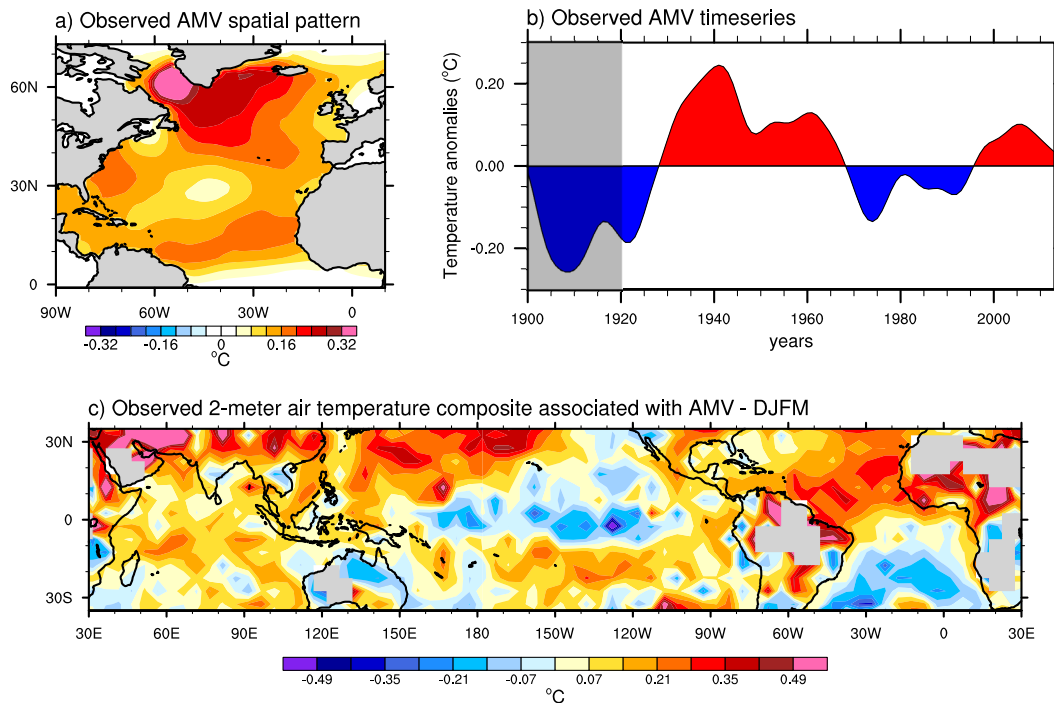 a) Observed AMV spatial pattern
60N
30N
0
90W 60W 30W 0
-0.32 -0.16 0 0.16 0.32
°C
b) Observed AMV timeseries
Temperature anomalies (°C)
0.20
0.00
-0.20
1900 1920 1940 1960 1980 2000
years
c) Observed 2-meter air temperature composite associated with AMV - DJFM
30N
0
30S
30E 60E 90E 120E 150E 180 150W 120W 90W 60W 30W 0 30E
-0.49 -0.35 -0.21 -0.07 0.07 0.21 0.35 0.49
°C